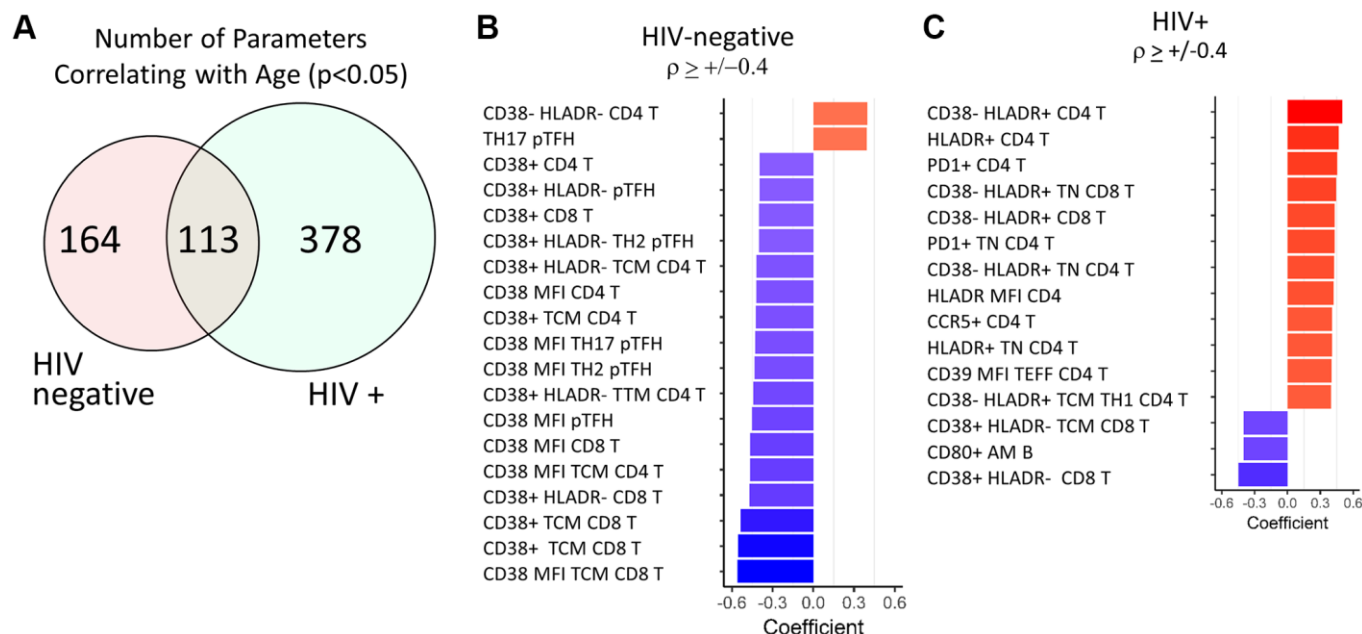 A
Number of Parameters
Correlating with Age (p<0.05)
164
113
378
HIV
negative
HIV +
B
HIV-negative
ρ ≥ +/−0.4
CD38- HLADR- CD4 T
TH17 pTFH
CD38+ CD4 T
CD38+ HLADR- pTFH
CD38+ CD8 T
CD38+ HLADR- TH2 pTFH
CD38+ HLADR- TCM CD4 T
CD38 MFI CD4 T
CD38+ TCM CD4 T
CD38 MFI TH17 pTFH
CD38 MFI TH2 pTFH
CD38+ HLADR- TTM CD4 T
CD38 MFI pTFH
CD38 MFI CD8 T
CD38 MFI TCM CD4 T
CD38+ HLADR- CD8 T
CD38+ TCM CD8 T
CD38+ TCM CD8 T
CD38 MFI TCM CD8 T
-0.6 -0.3 0.0 0.3 0.6
Coefficient
C
HIV+
ρ ≥ +/-0.4
CD38- HLADR+ CD4 T
HLADR+ CD4 T
PD1+ CD4 T
CD38- HLADR+ TN CD8 T
CD38- HLADR+ CD8 T
PD1+ TN CD4 T
CD38- HLADR+ TN CD4 T
HLADR MFI CD4
CCR5+ CD4 T
HLADR+ TN CD4 T
CD39 MFI TEFF CD4 T
CD38- HLADR+ TCM TH1 CD4 T
CD38+ HLADR- TCM CD8 T
CD80+ AM B
CD38+ HLADR- CD8 T
-0.6 -0.3 0.0 0.3 0.6
Coefficient